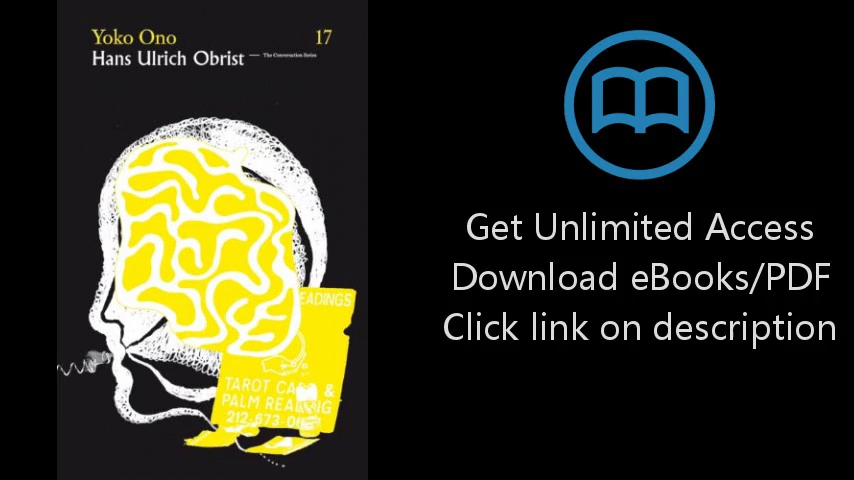 Yoko Ono 17
Hans Ulrich Obrist — The Conversation Series
EADINGS
TAROT CA &
PALM REA NG
212-673-0
Get Unlimited Access
Download eBooks/PDF
Click link on description